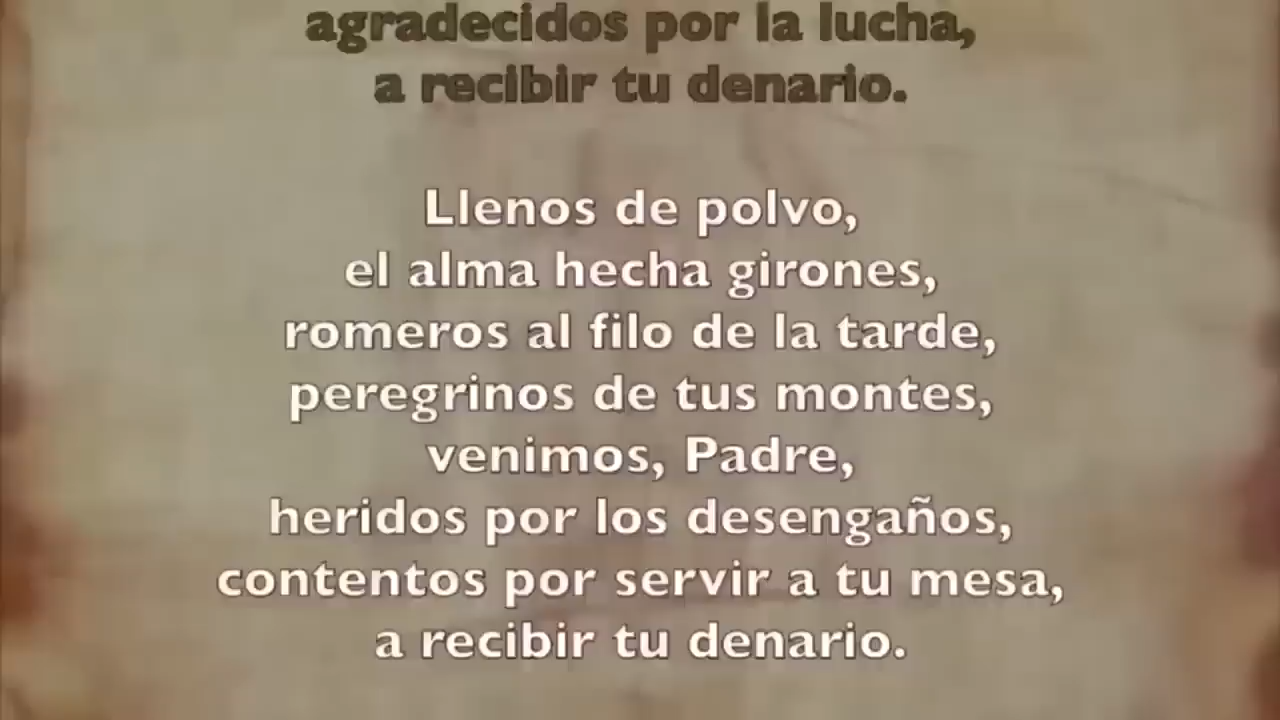 agradecidos por la lucha,
a recibir tu denario.
Llenos de polvo,
el alma hecha girones,
romeros al filo de la tarde,
peregrinos de tus montes,
venimos, Padre,
heridos por los desengaños,
contentos por servir a tu mesa,
a recibir tu denario.